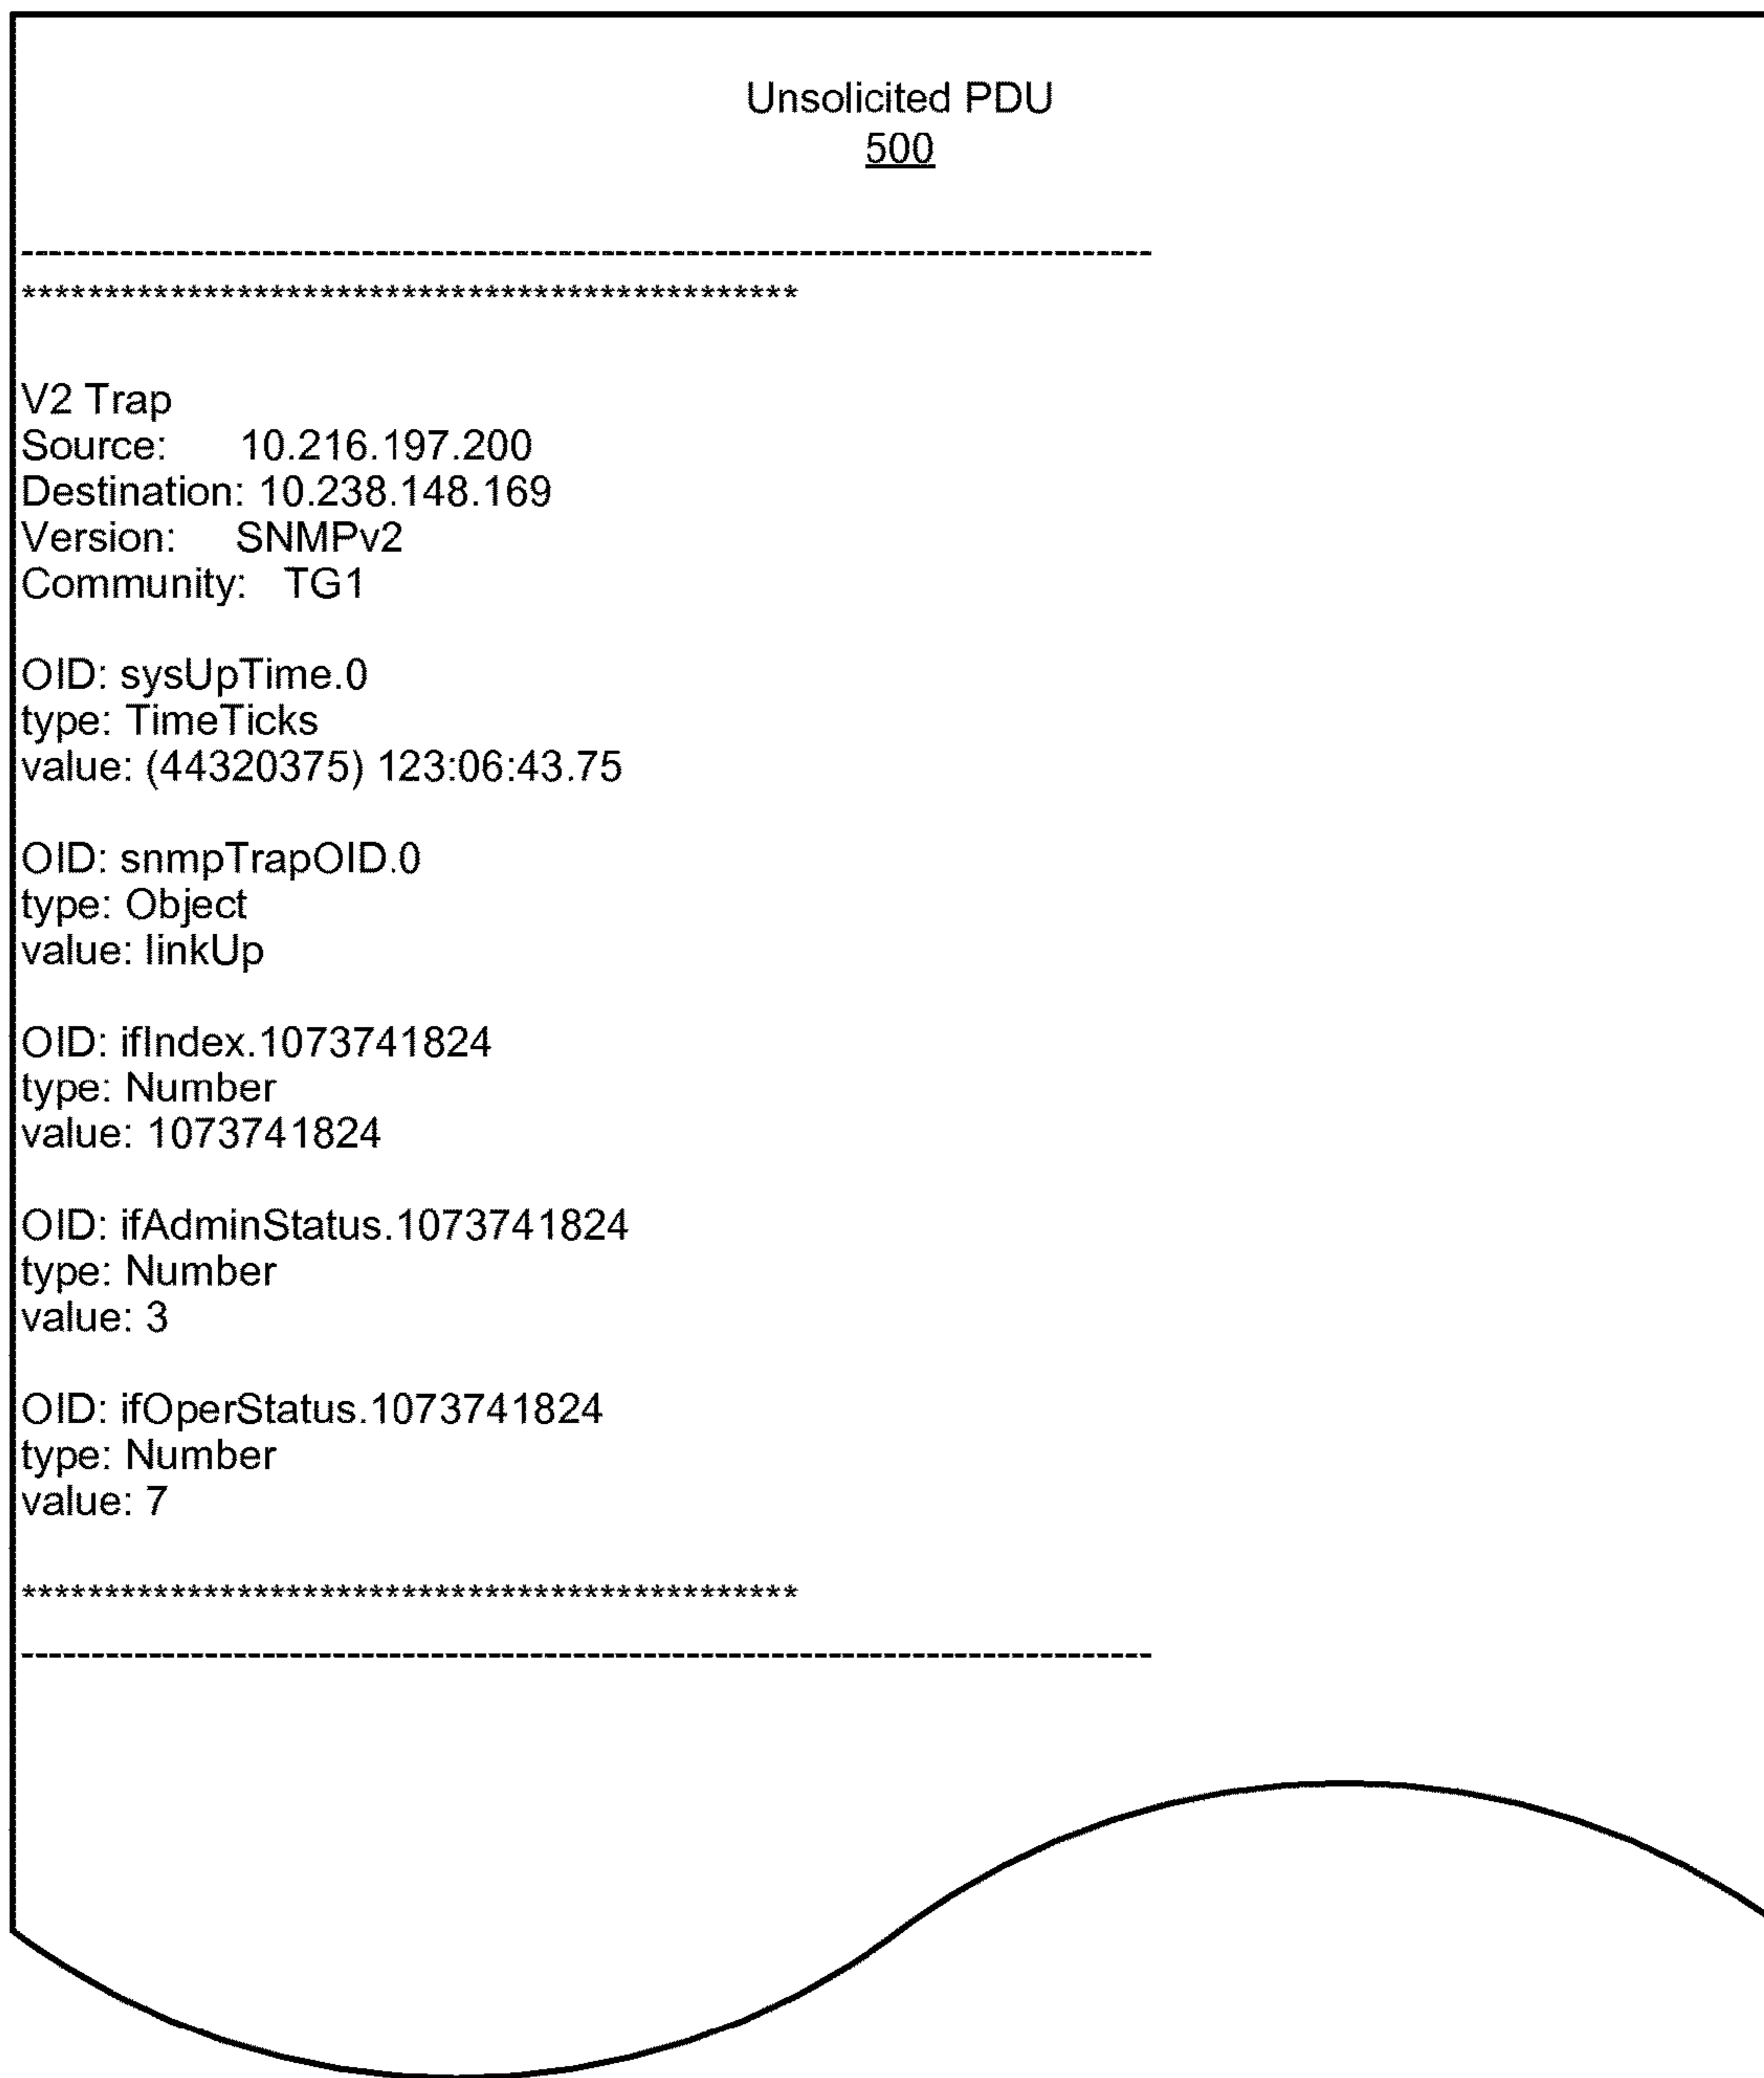 Unsolicited PDU
500
--------------------------------------------------------------------------------
***********************************************
V2 Trap
Source: 10.216.197.200
Destination: 10.238.148.169
Version: SNMPv2
Community: TG1
OID: sysUpTime.0
type: TimeTicks
value: (44320375) 123:06:43.75
OID: snmpTrapOID.0
type: Object
value: linkUp
OID: ifIndex.1073741824
type: Number
value: 1073741824
OID: ifAdminStatus.1073741824
type: Number
value: 3
OID: ifOperStatus.1073741824
type: Number
value: 7
***********************************************
--------------------------------------------------------------------------------